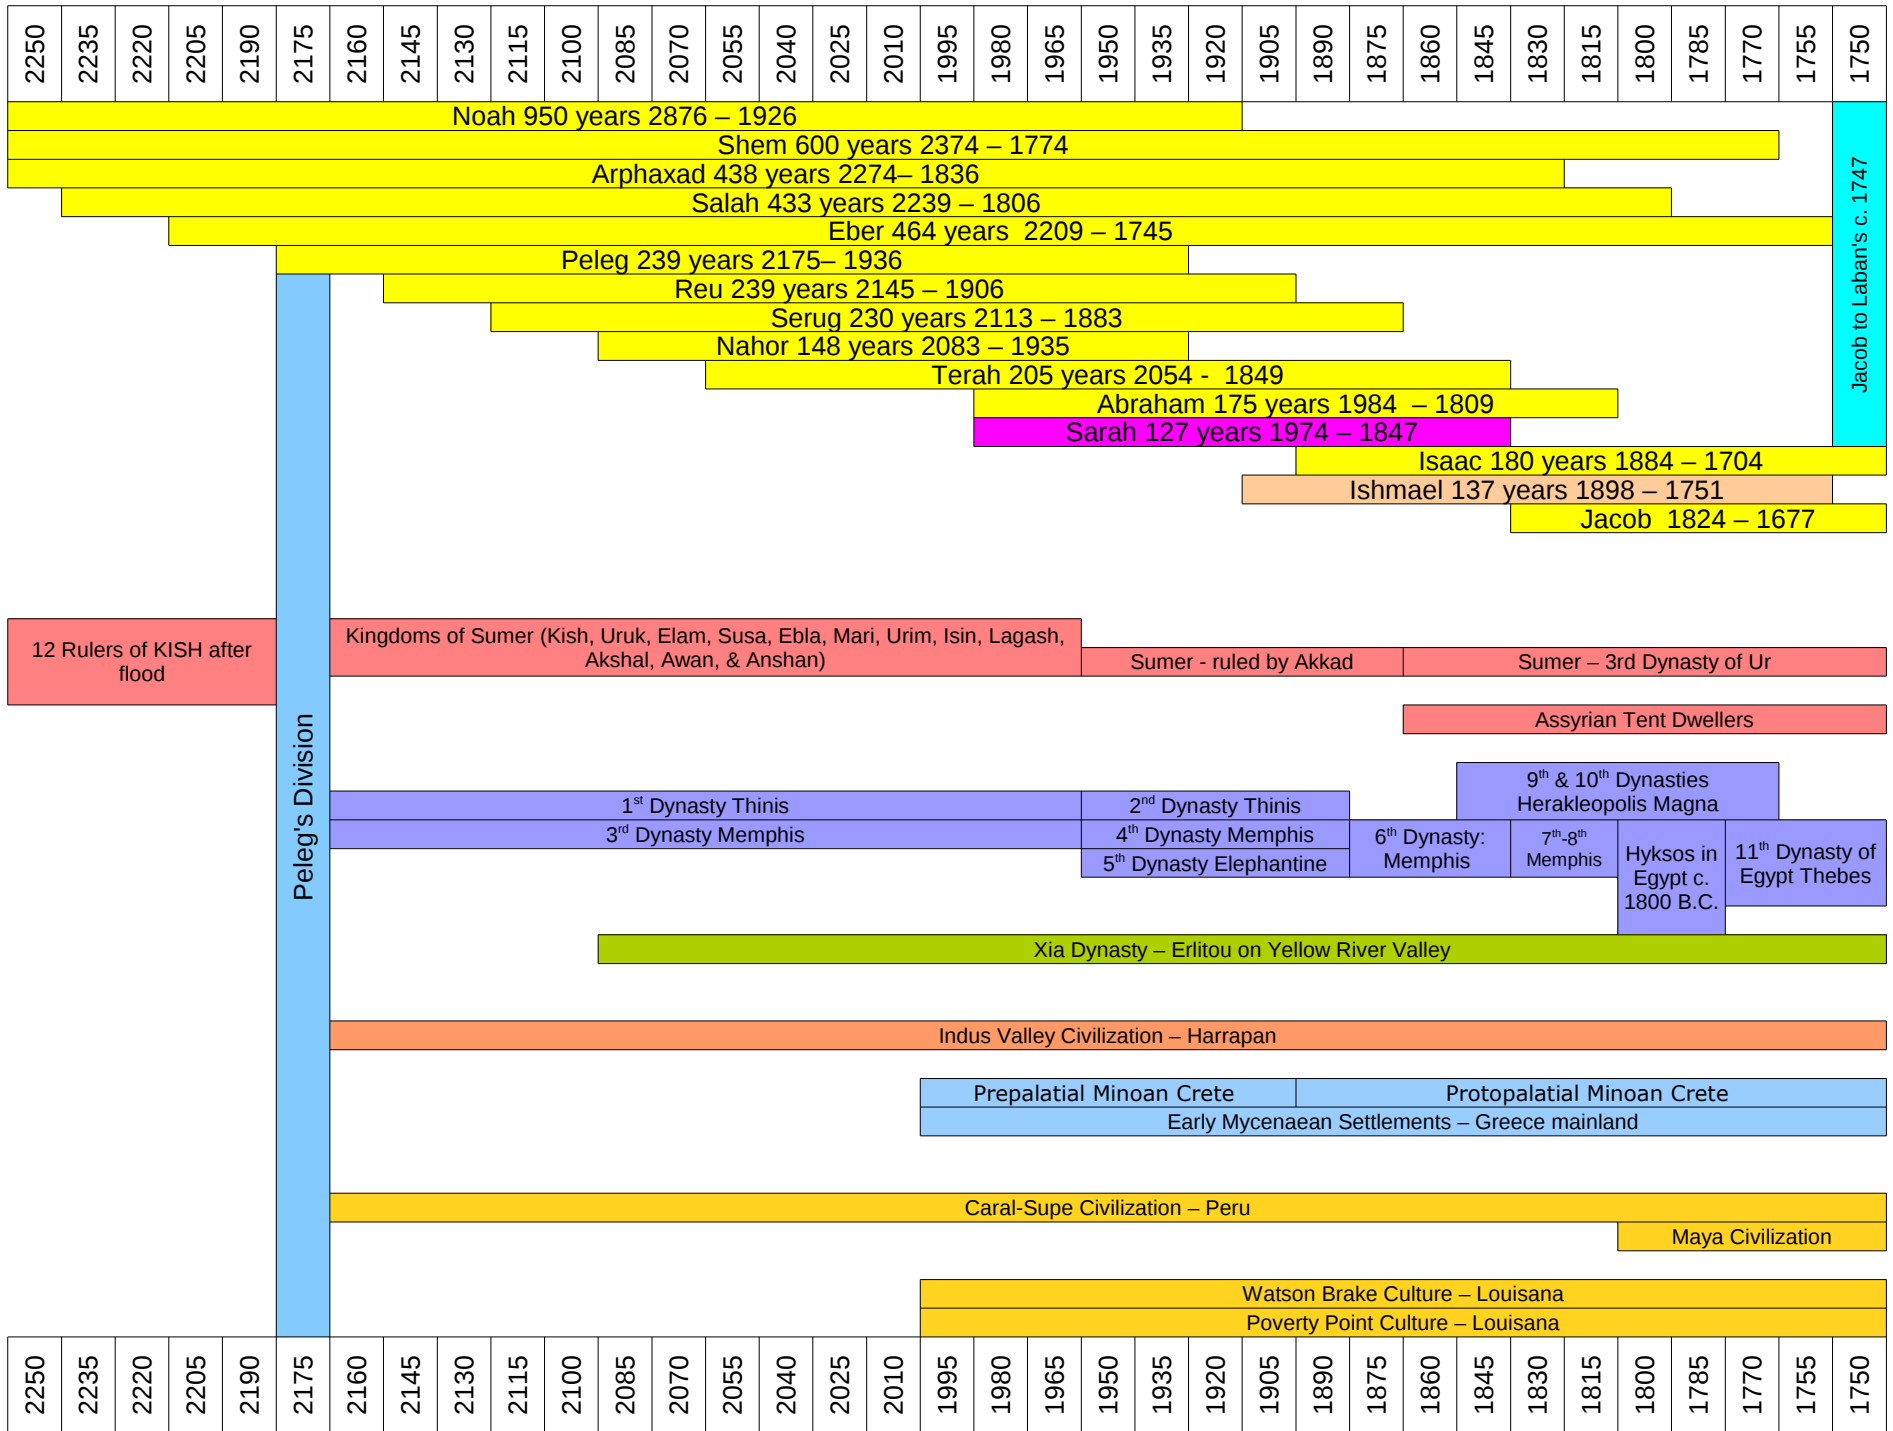 2250 2235 2220 2205 2190 2175 2160 2145 2130 2115 2100 2085 2070 2055 2040 2025 2010 1995 1980 1965 1950 1935 1920 1905 1890 1875 1860 1845 1830 1815 1800 1785 1770 1755 1750
Noah 950 years 2876 – 1926
Shem 600 years 2374 – 1774
Arphaxad 438 years 2274– 1836
Salah 433 years 2239 – 1806
Eber 464 years  2209 – 1745
Peleg 239 years 2175– 1936
Reu 239 years 2145 – 1906
Serug 230 years 2113 – 1883
Nahor 148 years 2083 – 1935
Terah 205 years 2054 -  1849
Abraham 175 years 1984  – 1809
Sarah 127 years 1974 – 1847
Isaac 180 years 1884 – 1704
Ishmael 137 years 1898 – 1751
Jacob  1824 – 1677
Jacob to Laban's c. 1747
Peleg's Division
12 Rulers of KISH after
flood
Kingdoms of Sumer (Kish, Uruk, Elam, Susa, Ebla, Mari, Urim, Isin, Lagash,
Akshal, Awan, & Anshan)
Sumer - ruled by Akkad
Sumer – 3rd Dynasty of Ur
Assyrian Tent Dwellers
9th & 10th Dynasties
Herakleopolis Magna
1st Dynasty Thinis
2nd Dynasty Thinis
3rd Dynasty Memphis
4th Dynasty Memphis
5th Dynasty Elephantine
6th Dynasty:
Memphis
7th-8th
Memphis
Hyksos in
Egypt c.
1800 B.C.
11th Dynasty of
Egypt Thebes
Xia Dynasty – Erlitou on Yellow River Valley
Indus Valley Civilization – Harrapan
Prepalatial Minoan Crete
Protopalatial Minoan Crete
Early Mycenaean Settlements – Greece mainland
Caral-Supe Civilization – Peru
Maya Civilization
Watson Brake Culture – Louisana
Poverty Point Culture – Louisana
2250 2235 2220 2205 2190 2175 2160 2145 2130 2115 2100 2085 2070 2055 2040 2025 2010 1995 1980 1965 1950 1935 1920 1905 1890 1875 1860 1845 1830 1815 1800 1785 1770 1755 1750